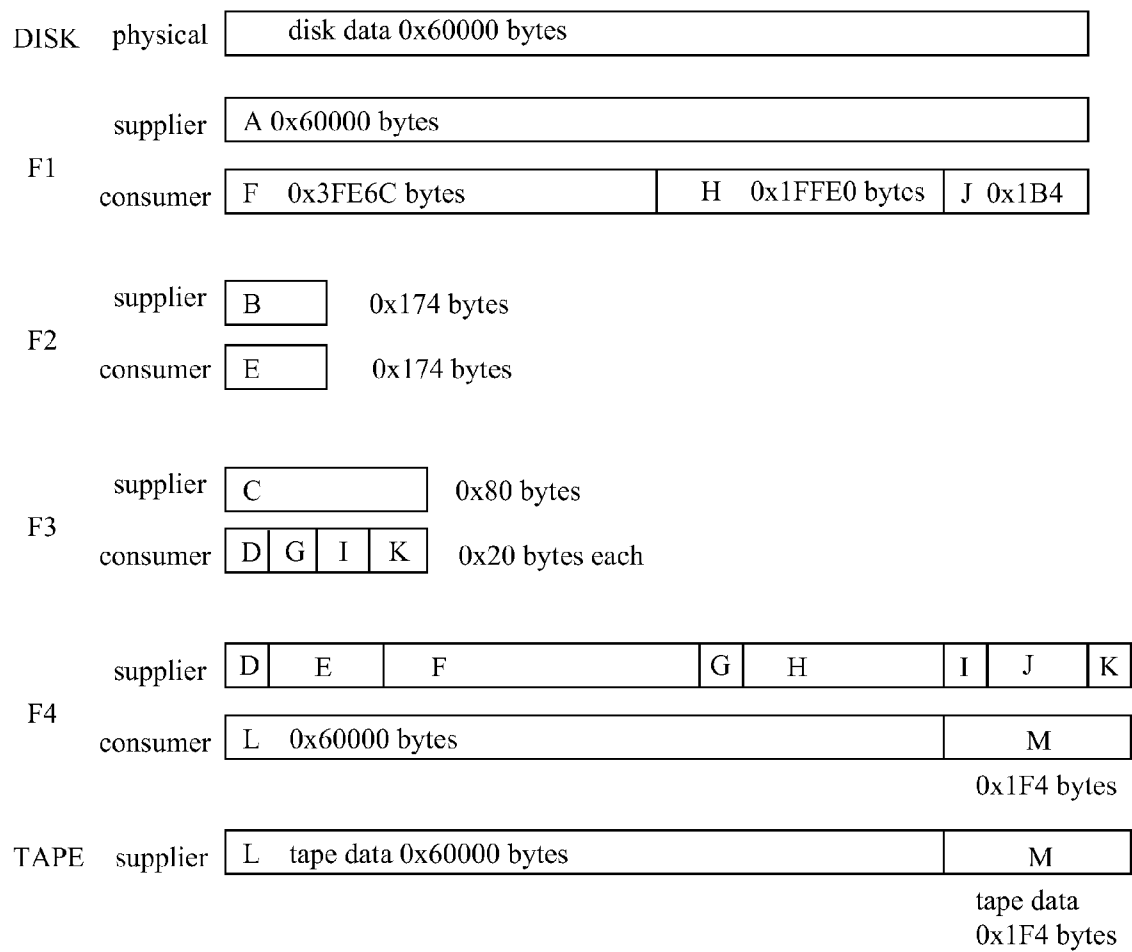 DISK physical disk data 0x60000 bytes
supplier A 0x60000 bytes
F1
consumer F 0x3FE6C bytes H 0x1FFE0 bytes J 0x1B4
supplier B 0x174 bytes
F2
consumer E 0x174 bytes
supplier C 0x80 bytes
F3
consumer D G I K 0x20 bytes each
supplier D E F G H I J K
F4
consumer L 0x60000 bytes M
0x1F4 bytes
TAPE supplier L tape data 0x60000 bytes M
tape data
0x1F4 bytes